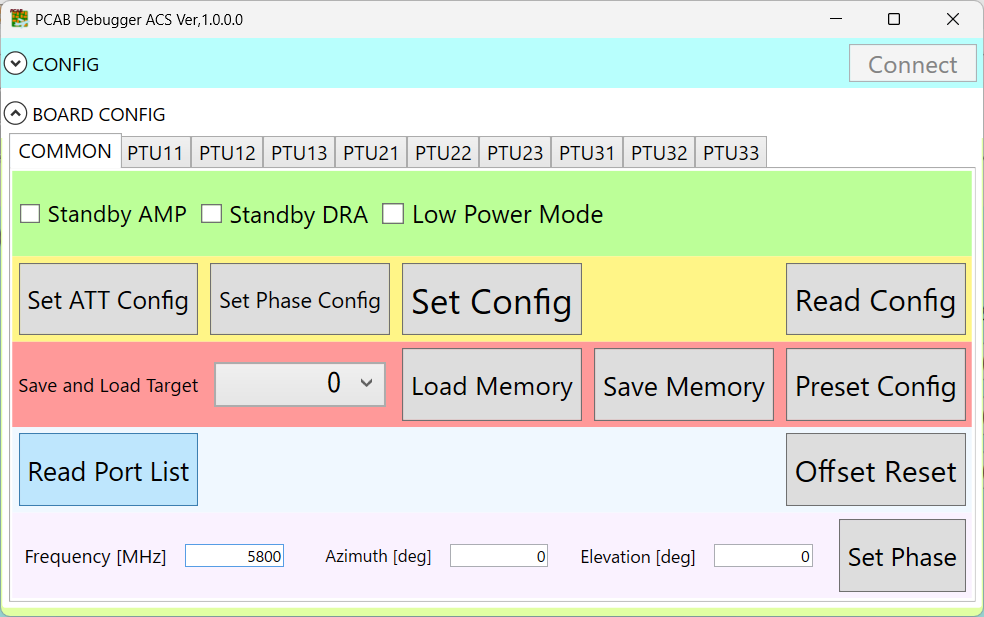 PCAB Debugger ACS Ver,1.0.0.0
CONFIG
Connect
BOARD CONFIG
COMMON PTU11 PTU12 PTU13 PTU21 PTU22 PTU23 PTU31 PTU32 PTU33
Standby AMP Standby DRA Low Power Mode
Set ATT Config Set Phase Config Set Config Read Config
Save and Load Target 0 Load Memory Save Memory Preset Config
Read Port List Offset Reset
Frequency [MHz] 5800 Azimuth [deg] 0 Elevation [deg] 0 Set Phase